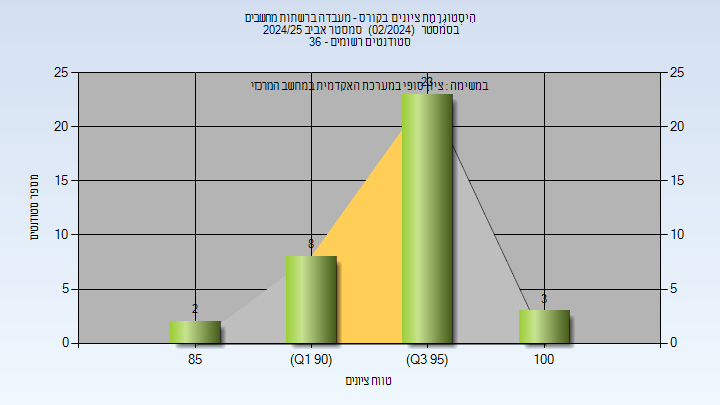 היסטוגרמת ציונים בקורס - מעבדה ברשתות מחשבים
בסמסטר (02/2024) סמסטר אביב 2024/25
סטודנטים רשומים - 36
במשימה : ציון סופי במערכת האקדמית במחשב המרכזי
25 25
20 20
15 15
10 10
5 5
0 0
2
8
23
3
מספר סטודנטים
85 (Q1 90) (Q3 95) 100
טווח ציונים